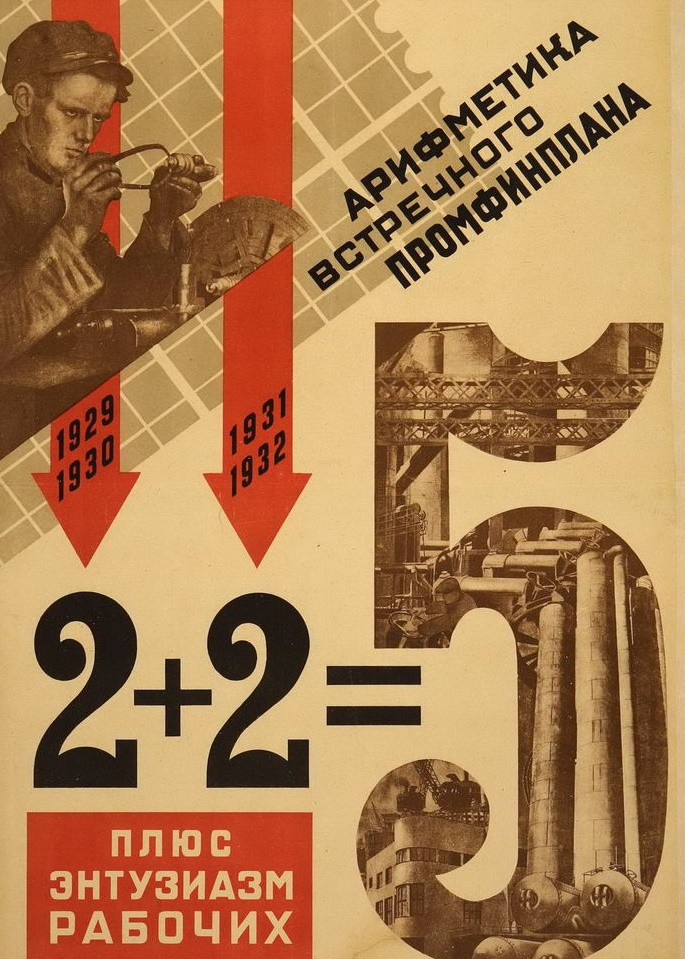 АРИФМЕТИКА
ВСТРЕЧНОГО
ПРОМФИНПЛАНА
1929
1930
1931
1932
2+2=5
ПЛЮС
ЭНТУЗИАЗМ
РАБОЧИХ